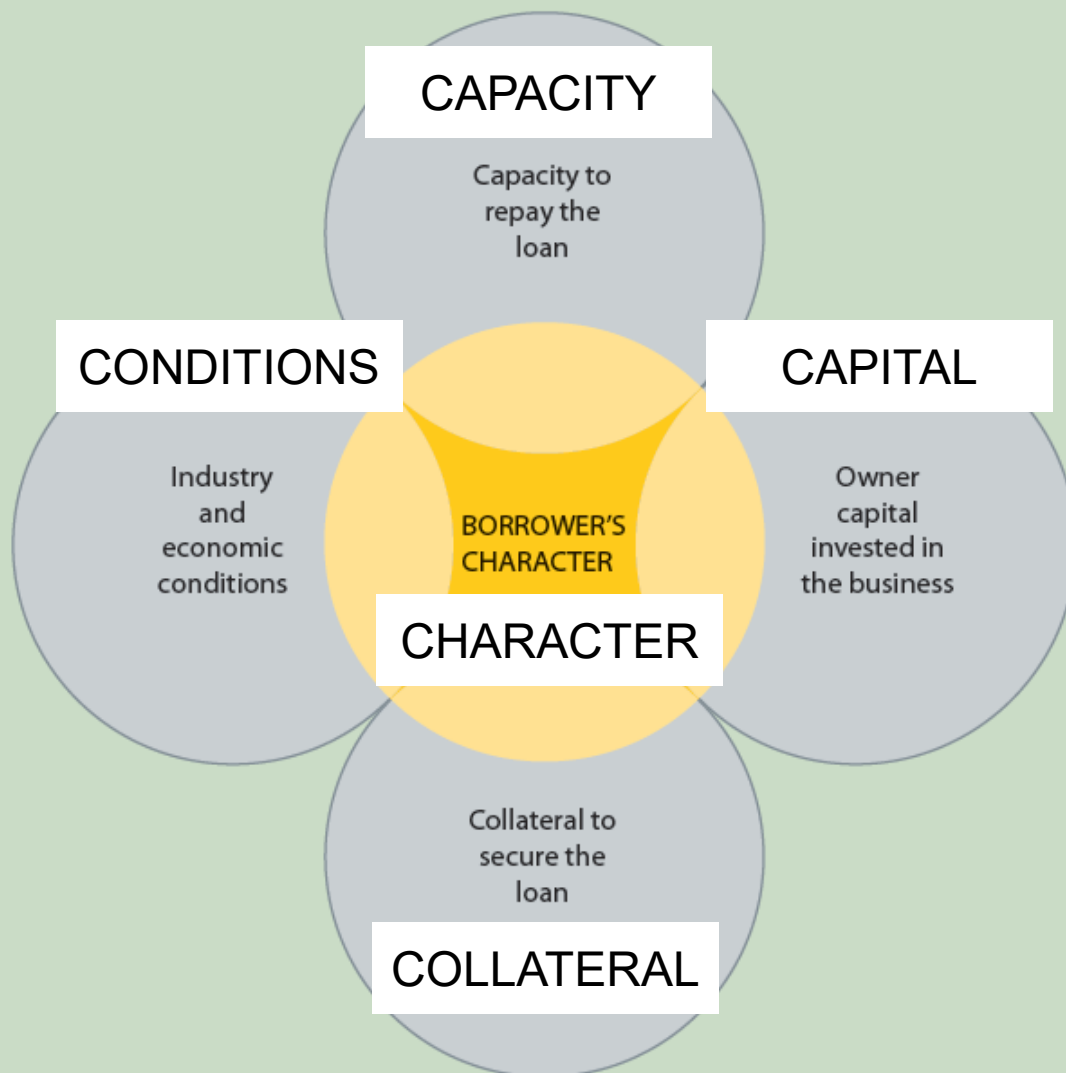 CAPACITY
Capacity to
repay the
loan
CONDITIONS
CAPITAL
Industry
and
economic
conditions
BORROWER'S
CHARACTER
Owner
capital
invested in
the business
CHARACTER
Collateral to
secure the
loan
COLLATERAL